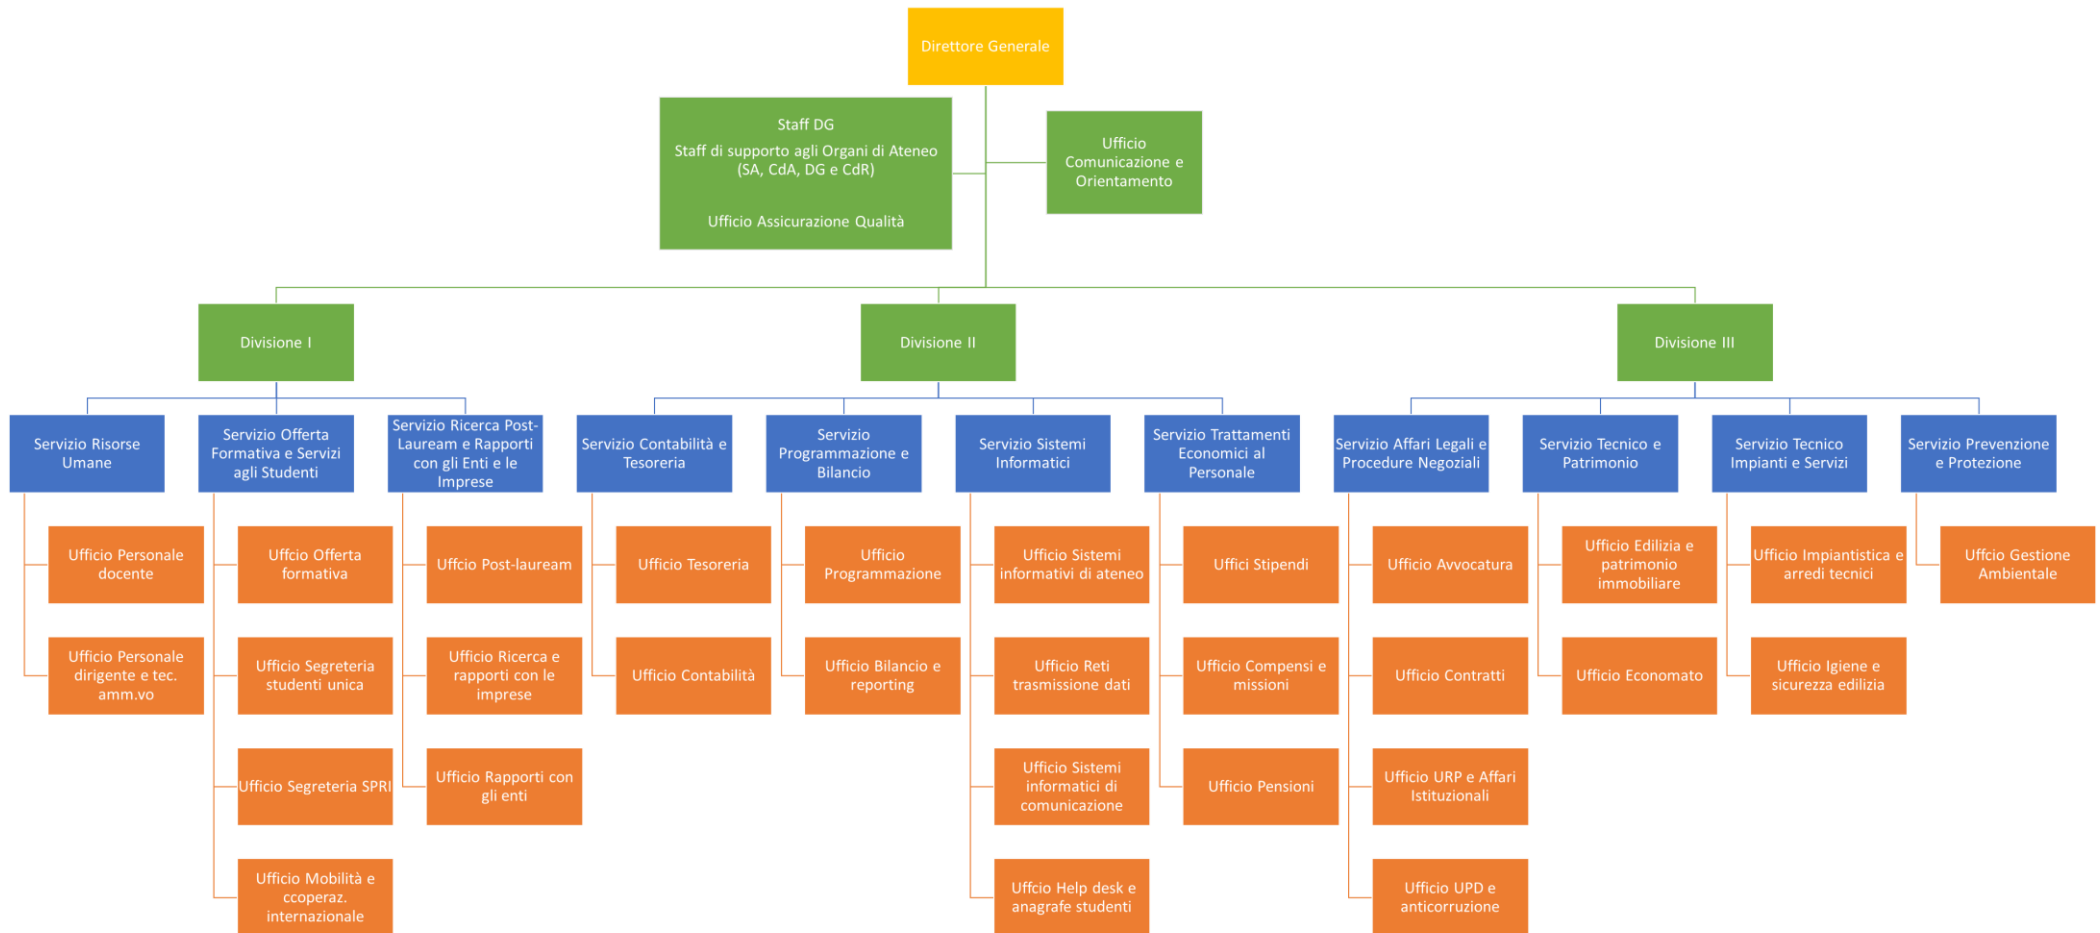 Direttore Generale
Staff DG
Staff di supporto agli Organi di Ateneo
(SA, CdA, DG e CdR)
Ufficio Assicurazione Qualità
Ufficio
Comunicazione e
Orientamento
Divisione I
Divisione II
Divisione III
Servizio Risorse
Umane
Servizio Offerta
Formativa e Servizi
agli Studenti
Servizio Ricerca Post-
Lauream e Rapporti
con gli Enti e le
Imprese
Servizio Contabilità e
Tesoreria
Servizio
Programmazione e
Bilancio
Servizio Sistemi
Informatici
Servizio Trattamenti
Economici al
Personale
Servizio Affari Legali e
Procedure Negoziali
Servizio Tecnico e
Patrimonio
Servizio Tecnico
Impianti e Servizi
Servizio Prevenzione
e Protezione
Ufficio Personale
docente
Uffcio Offerta
formativa
Uffcio Post-lauream
Ufficio Tesoreria
Ufficio
Programmazione
Ufficio Sistemi
informativi di ateneo
Uffici Stipendi
Ufficio Avvocatura
Ufficio Edilizia e
patrimonio
immobiliare
Ufficio Impiantistica e
arredi tecnici
Uffcio Gestione
Ambientale
Ufficio Personale
dirigente e tec.
amm.vo
Ufficio Segreteria
studenti unica
Ufficio Ricerca e
rapporti con le
imprese
Ufficio Contabilità
Ufficio Bilancio e
reporting
Ufficio Reti
trasmissione dati
Ufficio Compensi e
missioni
Ufficio Contratti
Ufficio Economato
Ufficio Igiene e
sicurezza edilizia
Ufficio Segreteria SPRI
Ufficio Rapporti con
gli enti
Ufficio Sistemi
informatici di
comunicazione
Ufficio Pensioni
Ufficio URP e Affari
Istituzionali
Ufficio Mobilità e
ccoperaz.
internazionale
Uffcio Help desk e
anagrafe studenti
Ufficio UPD e
anticorruzione